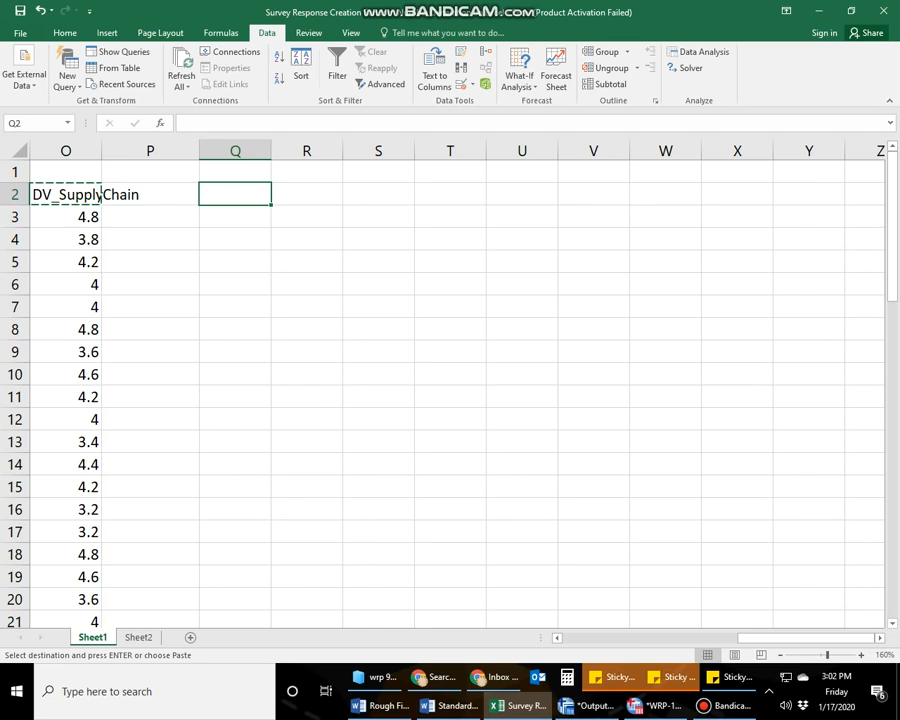 Survey Response Creation
WWW.BANDICAM.COM
(Product Activation Failed)
File
Home
Insert
Page Layout
Formulas
Data
Review
View
Tell me what you want to do...
Sign in
Share
Get External
Data
New
Query
Show Queries
From Table
Recent Sources
Get & Transform
Refresh
All
Connections
Properties
Edit Links
Connections
Sort
Filter
Clear
Reapply
Advanced
Sort & Filter
Text to
Columns
Data Tools
What-If
Analysis
Forecast
Sheet
Forecast
Group
Ungroup
Subtotal
Outline
Data Analysis
Solver
Analyze
Q2
fx
O P Q R S T U V W X Y Z
1
2 DV_SupplyChain
3 4.8
4 3.8
5 4.2
6 4
7 4
8 4.8
9 3.6
10 4.6
11 4.2
12 4
13 3.4
14 4.4
15 4.2
16 3.2
17 3.2
18 4.8
19 4.6
20 3.6
21 4
Sheet1
Sheet2
Select destination and press ENTER or choose Paste
160%
Type here to search
wrp 9...
Searc...
Inbox ...
Sticky...
Sticky ...
Sticky...
Rough Fi...
Standard...
Survey R...
*Output...
*WRP-1...
Bandica...
3:02 PM
Friday
1/17/2020
6